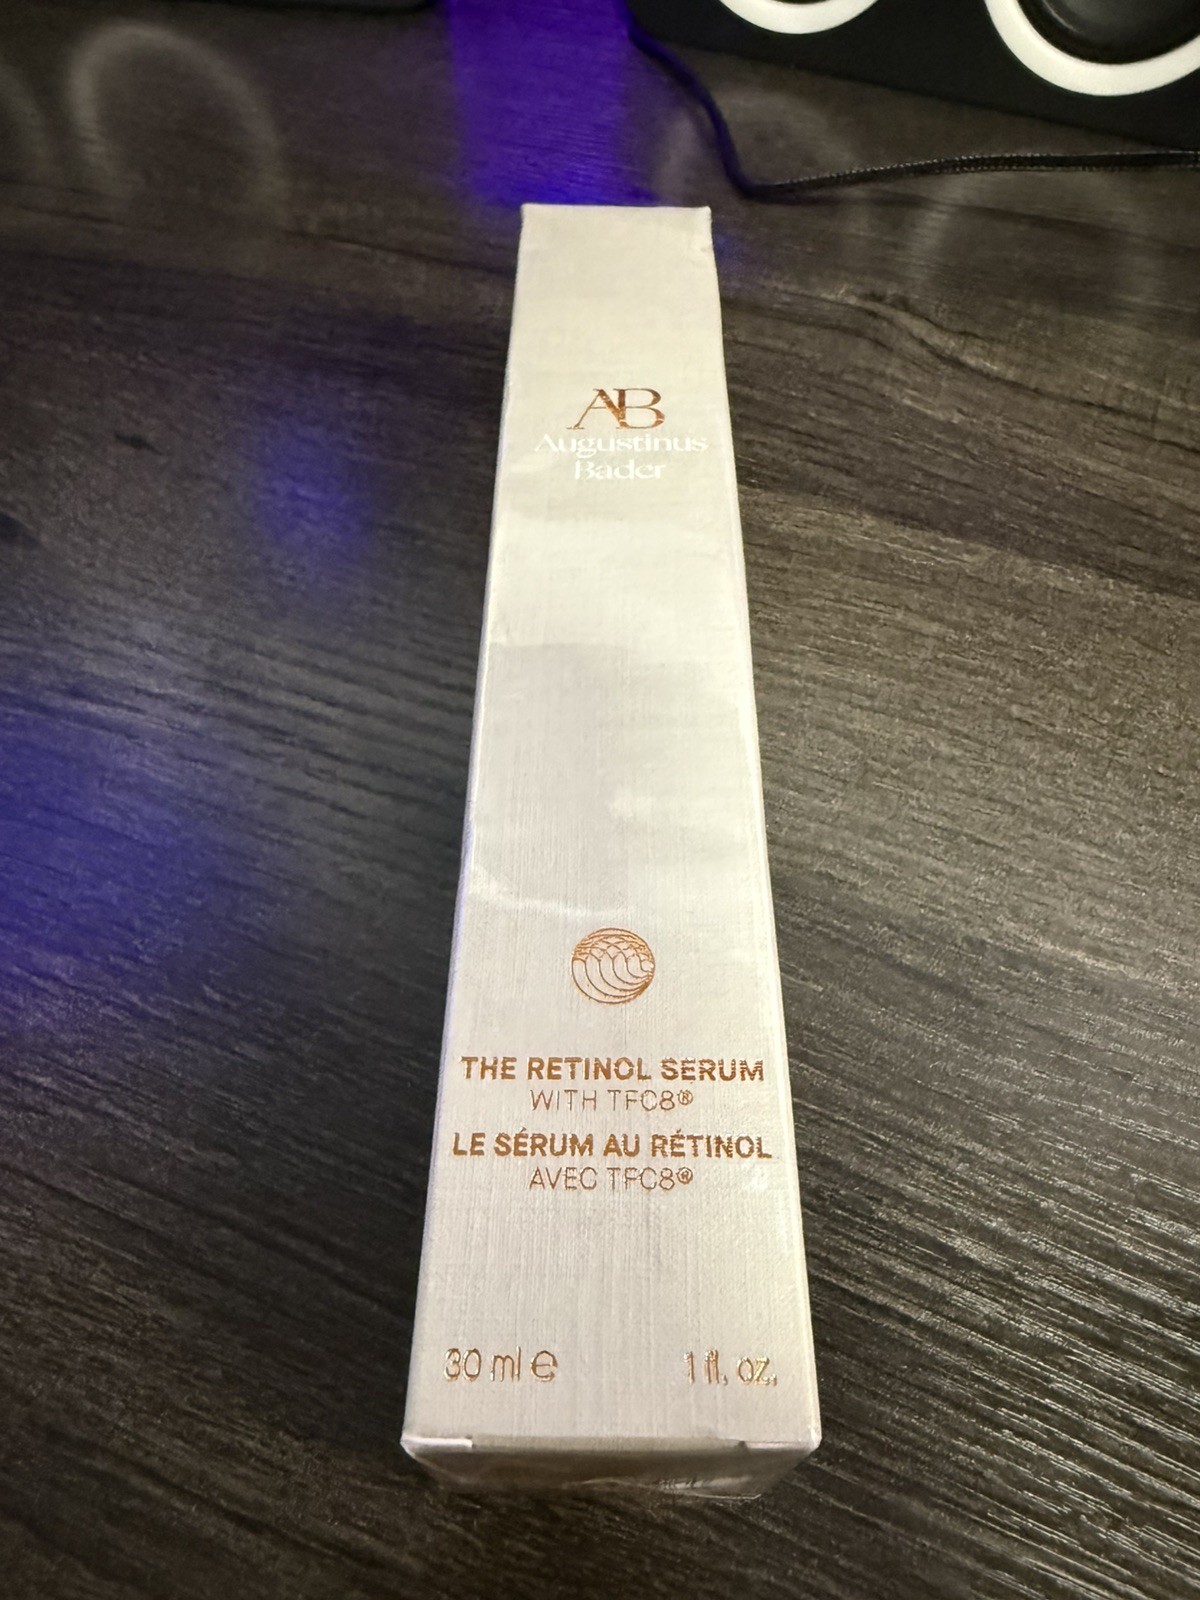 AB
Augustinus
Bader
THE RETINOL SERUM
WITH TFC8®
LE SÉRUM AU RÉTINOL
AVEC TFC8®
30 ml ℮ 1 fl. oz.